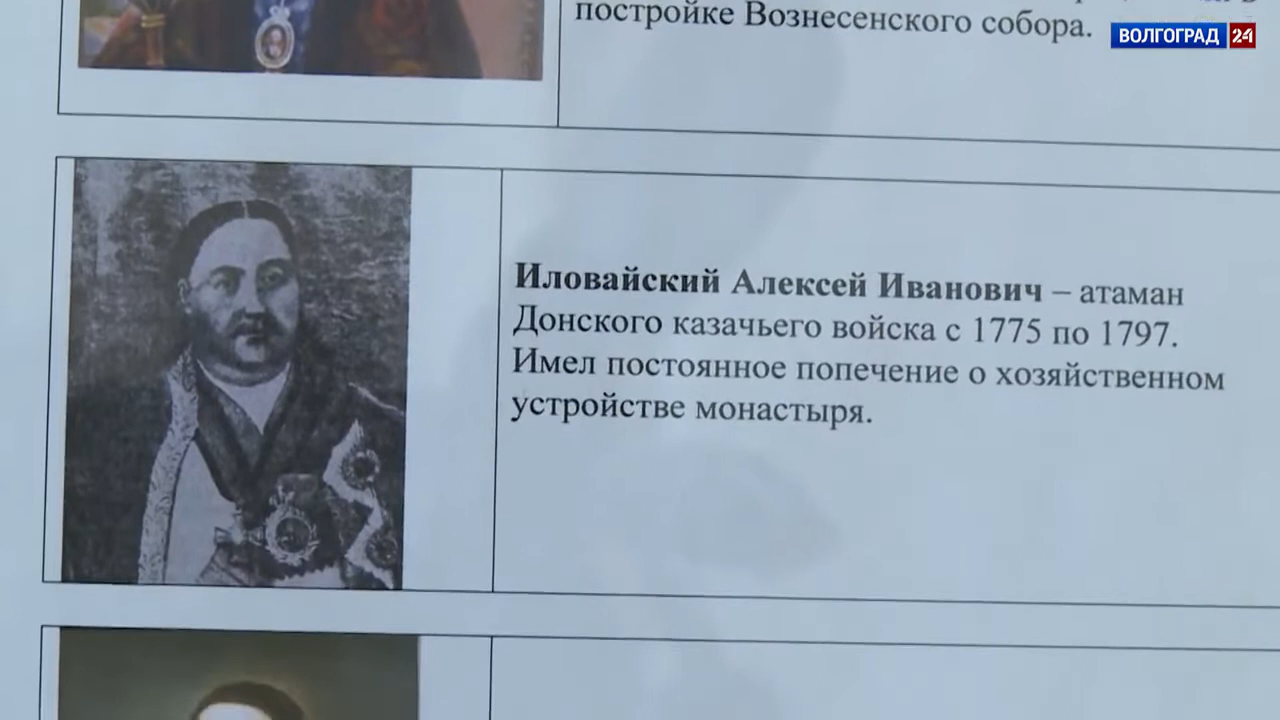 постройке Вознесенского собора.
ВОЛГОГРАД 24
Иловайский Алексей Иванович – атаман
Донского казачьего войска с 1775 по 1797.
Имел постоянное попечение о хозяйственном
устройстве монастыря.